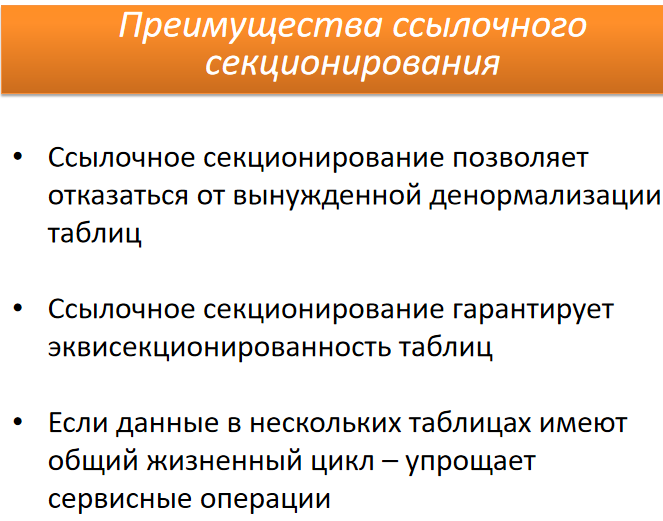 Преимущества ссылочного
секционирования
• Ссылочное секционирование позволяет
отказаться от вынужденной денормализации
таблиц
• Ссылочное секционирование гарантирует
эквисекционированность таблиц
• Если данные в нескольких таблицах имеют
общий жизненный цикл – упрощает
сервисные операции